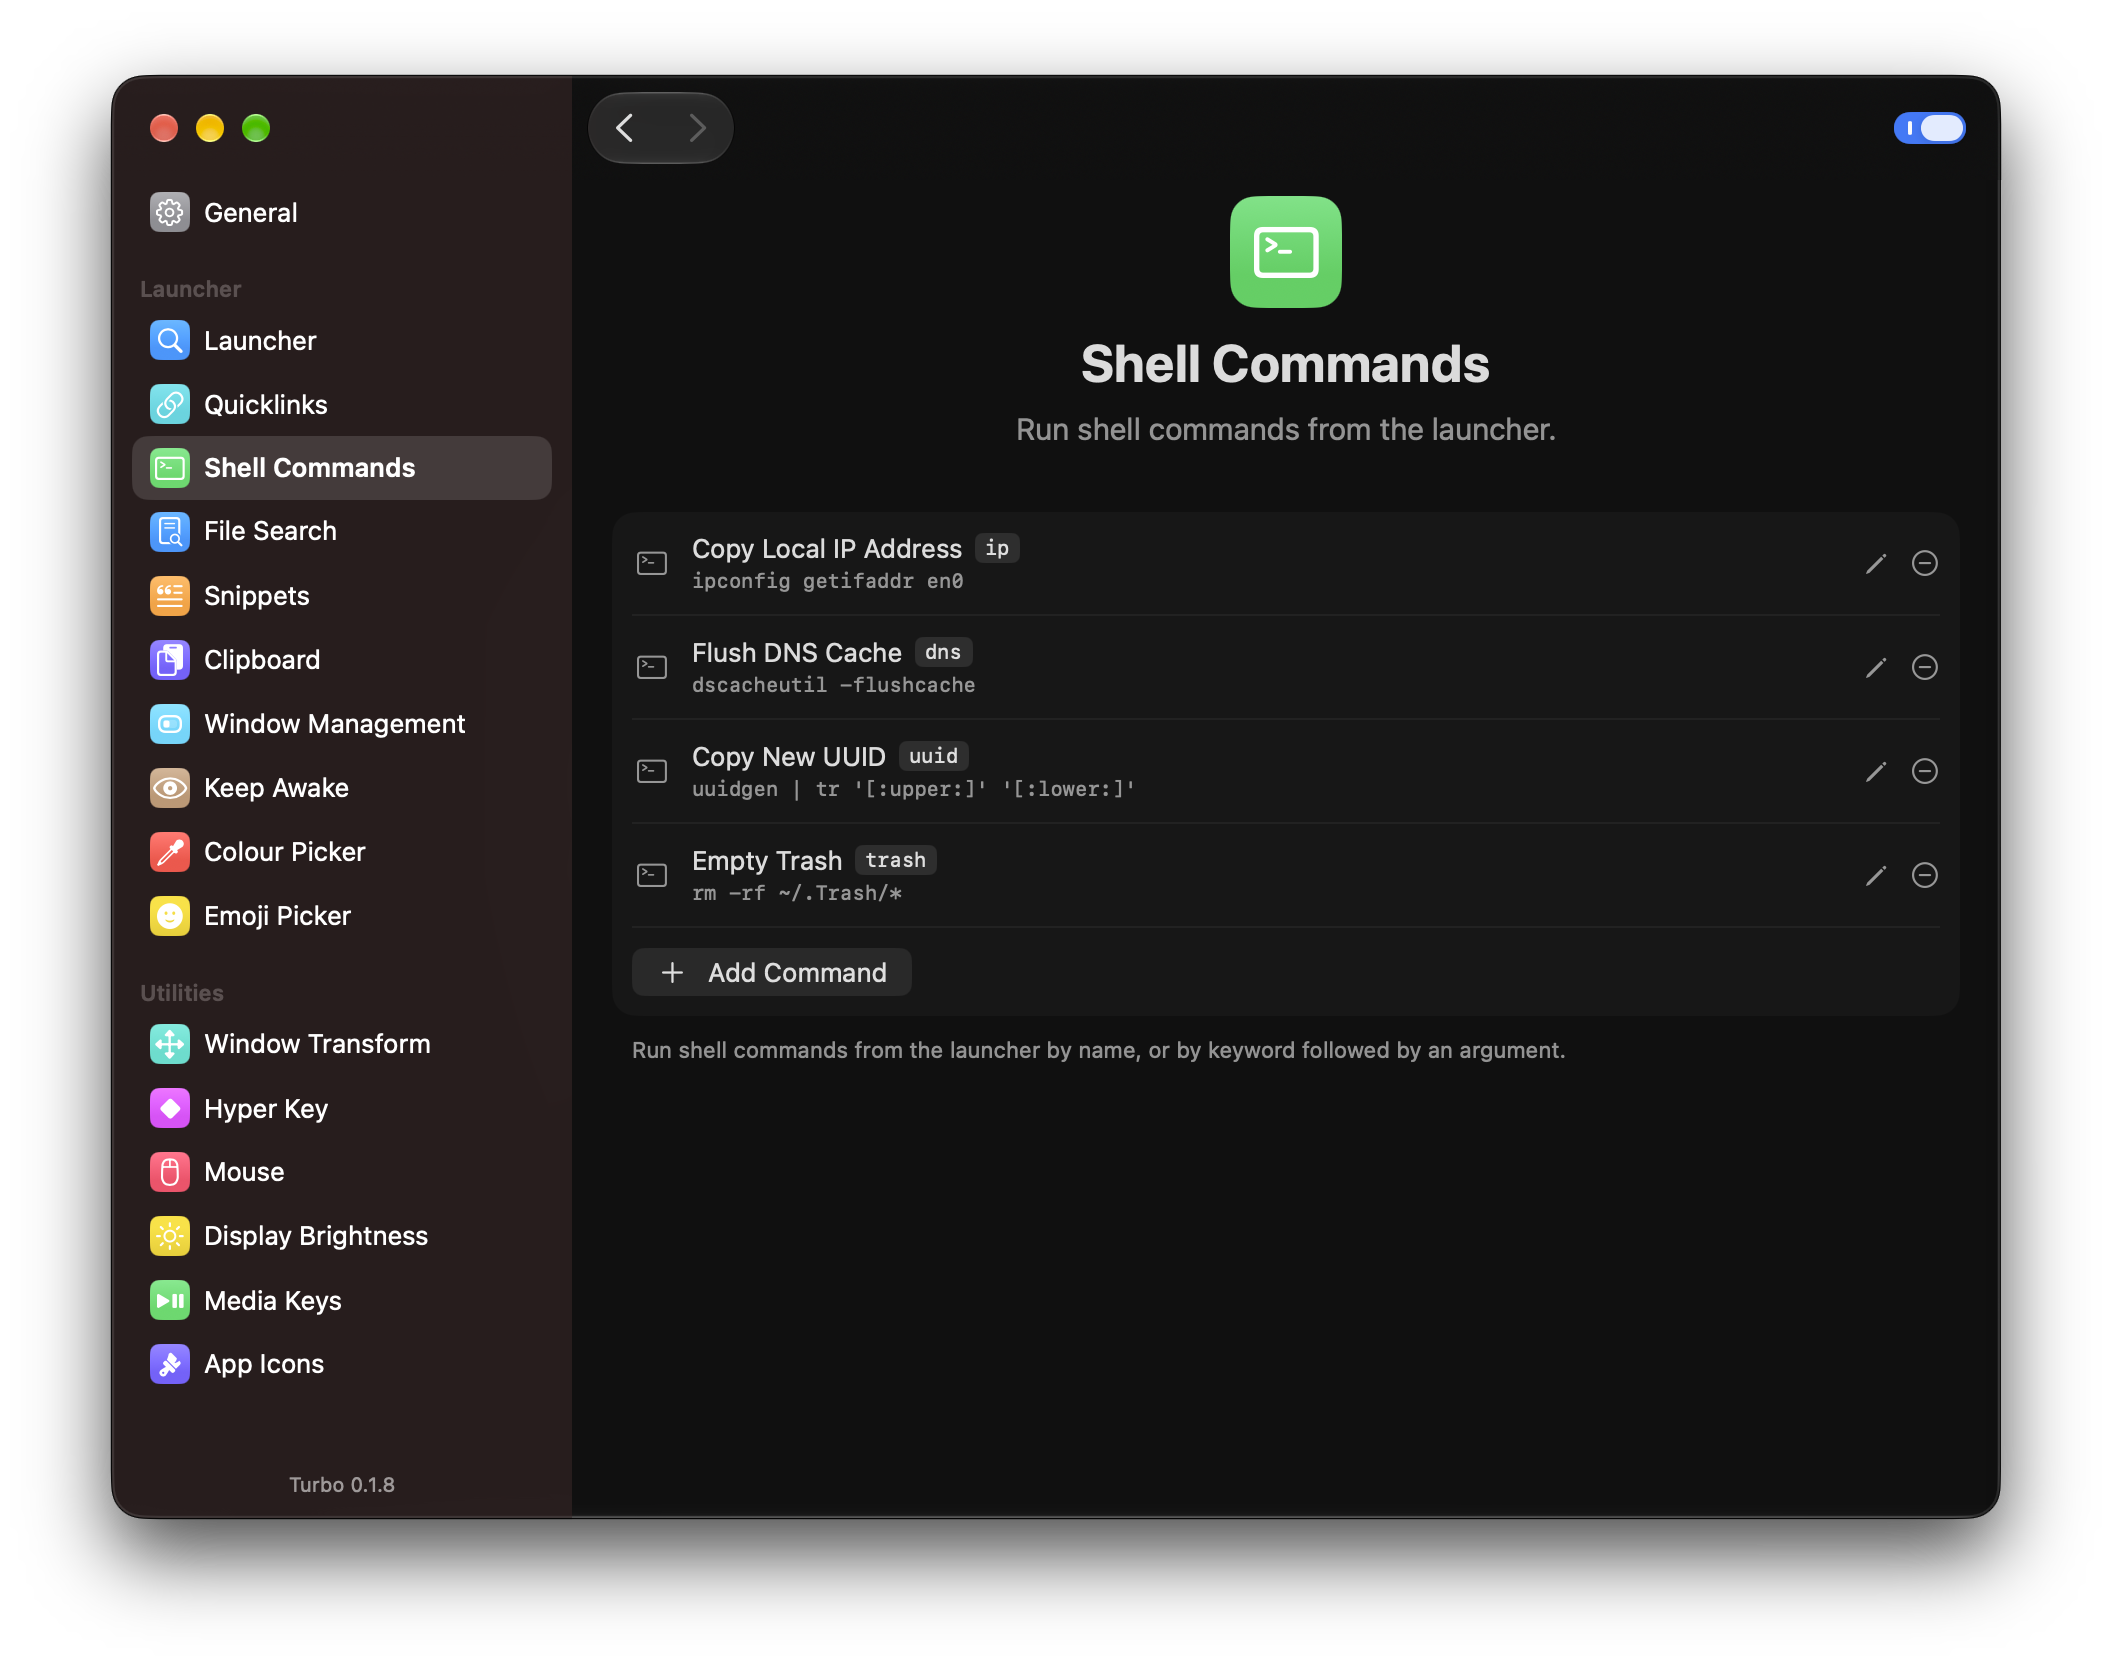 General
Launcher
Launcher
Quicklinks
Shell Commands
File Search
Snippets
Clipboard
Window Management
Keep Awake
Colour Picker
Emoji Picker
Utilities
Window Transform
Hyper Key
Mouse
Display Brightness
Media Keys
App Icons
Turbo 0.1.8
Shell Commands
Run shell commands from the launcher.
Copy Local IP Address ip
ipconfig getifaddr en0
Flush DNS Cache dns
dscacheutil -flushcache
Copy New UUID uuid
uuidgen | tr '[:upper:]' '[:lower:]'
Empty Trash trash
rm -rf ~/.Trash/*
Add Command
Run shell commands from the launcher by name, or by keyword followed by an argument.